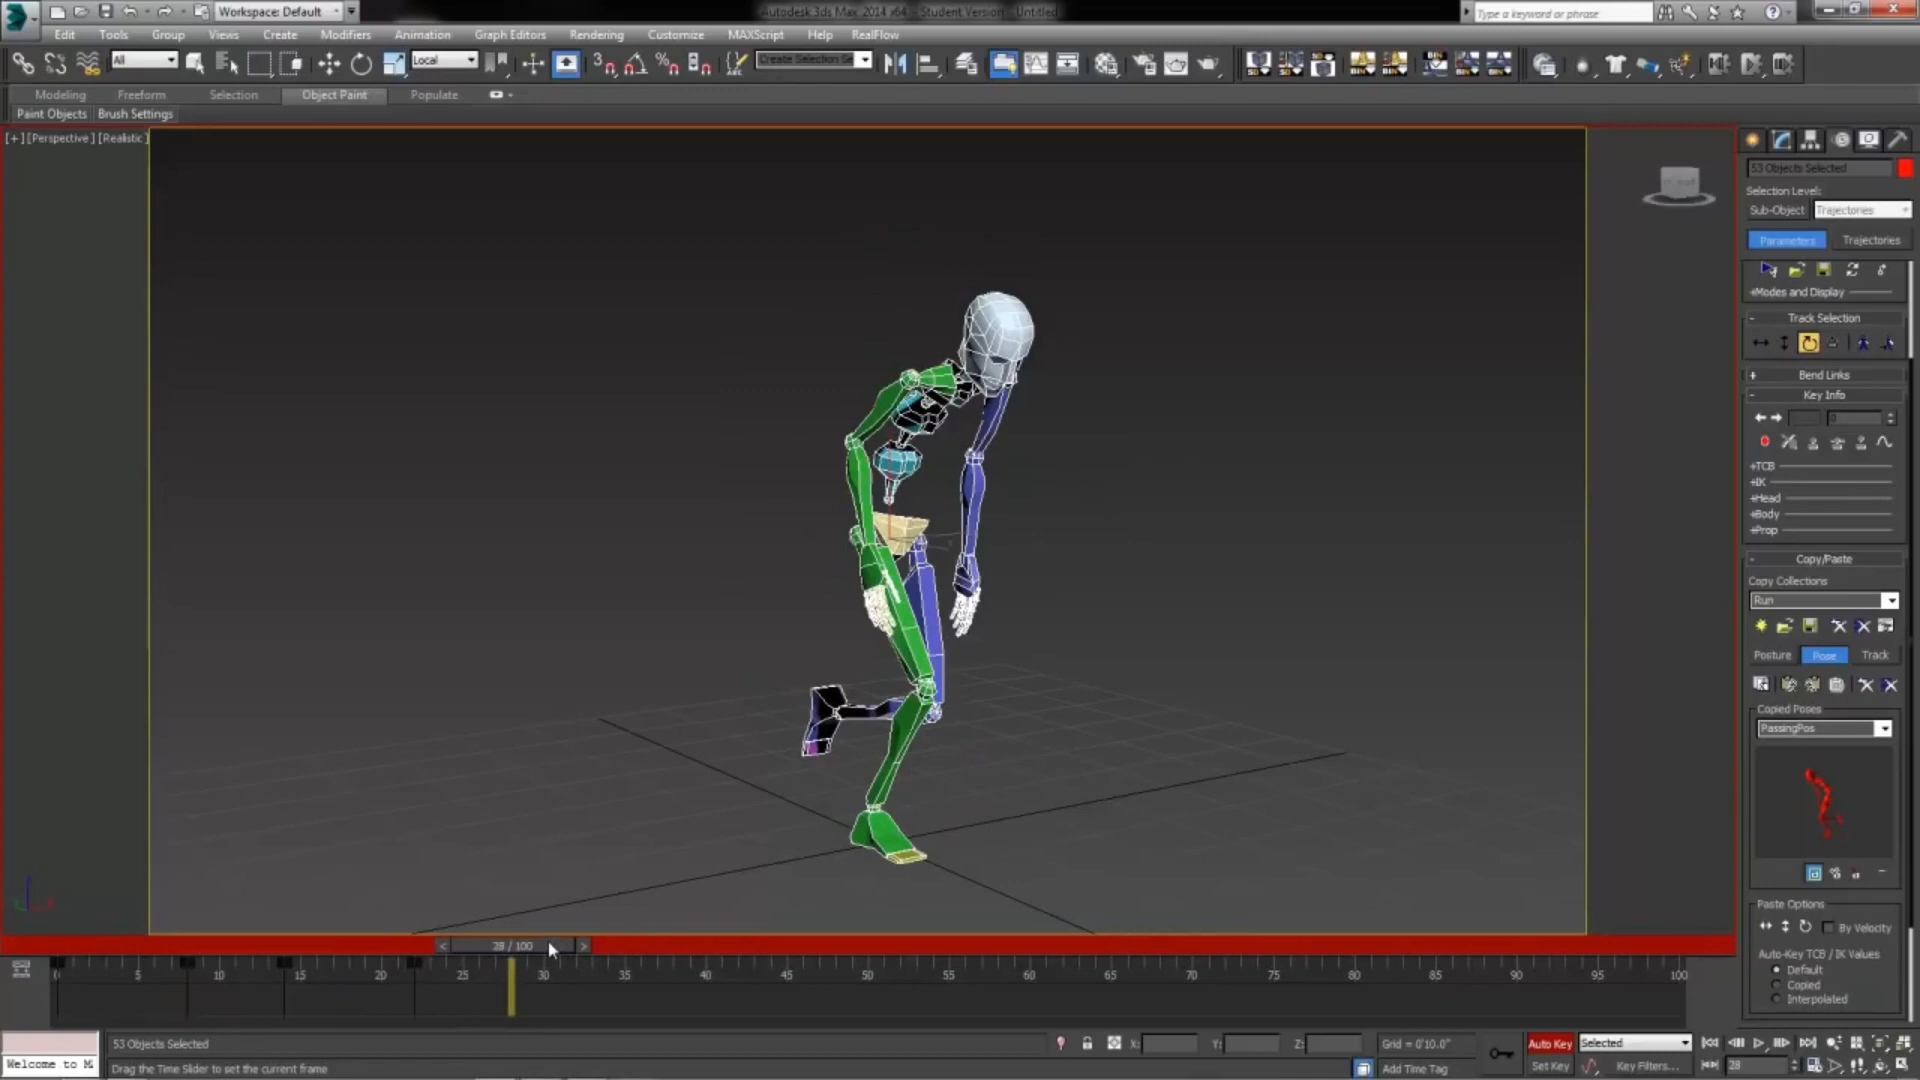 Workspace: Default
Autodesk 3ds Max 2014 x64 - Student Version - Untitled
Type a keyword or phrase
Edit Tools Group Views Create Modifiers Animation Graph Editors Rendering Customize MAXScript Help RealFlow
All
Local
Create Selection Se
Modeling Freeform Selection Object Paint Populate
Paint Objects Brush Settings
[+] [Perspective] [Realistic]
53 Objects Selected
Selection Level:
Sub-Object Trajectories
Parameters Trajectories
+Modes and Display
- Track Selection
+ Bend Links
- Key Info
0
+TCB
+IK
+Head
+Body
+Prop
- Copy/Paste
Copy Collections
Run
Posture Pose Track
Copied Poses
PassingPos
Paste Options
By Velocity
Auto-Key TCB / IK Values
Default
Copied
Interpolated
< 28 / 100 >
0 5 10 15 20 25 30 35 40 45 50 55 60 65 70 75 80 85 90 95 100
53 Objects Selected
X: Y: Z: Grid = 0'10.0"
Auto Key Selected
Welcome to M
Drag the Time Slider to set the current frame
Add Time Tag
Set Key Key Filters...
28